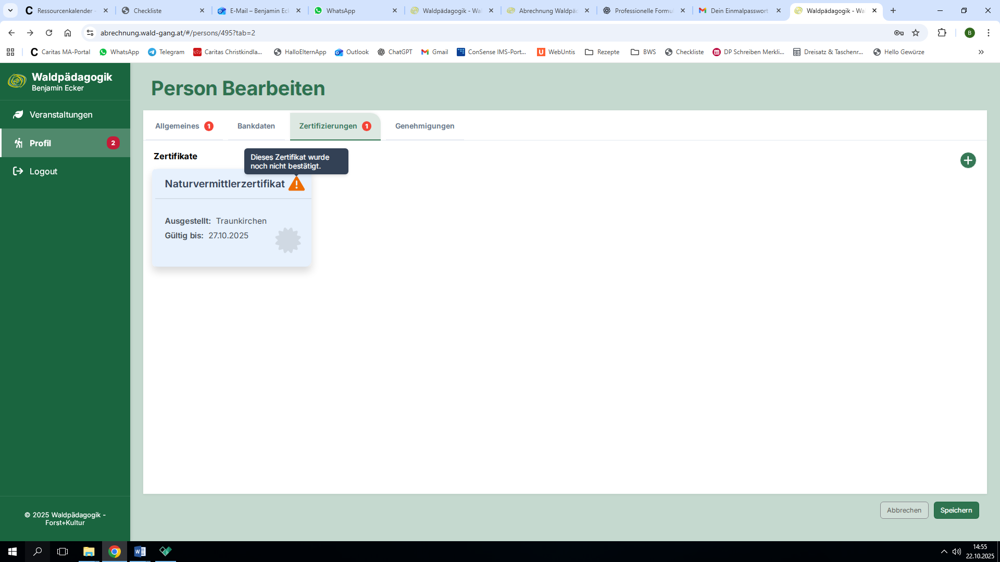 Ressourcenkalender -
Checkliste
E-Mail – Benjamin Ec
WhatsApp
Waldpädagogik - Wa
Abrechnung Waldpäd
Professionelle Formu
Dein Einmalpasswort
Waldpädagogik - Wa
abrechnung.wald-gang.at/#/persons/495?tab=2
B
Caritas MA-Portal
WhatsApp
Telegram
Caritas Christkindla...
HalloElternApp
Outlook
ChatGPT
Gmail
ConSense IMS-Port...
WebUntis
Rezepte
BWS
Checkliste
DP Schreiben Merkli...
Dreisatz & Taschenr...
Hello Gewürze
Waldpädagogik
Benjamin Ecker
Veranstaltungen
Profil 2
Logout
© 2025 Waldpädagogik -
Forst+Kultur
Person Bearbeiten
Allgemeines 1
Bankdaten
Zertifizierungen 1
Genehmigungen
Zertifikate
Dieses Zertifikat wurde
noch nicht bestätigt.
Naturvermittlerzertifikat
Ausgestellt: Traunkirchen
Gültig bis: 27.10.2025
Abbrechen
Speichern
14:55
22.10.2025